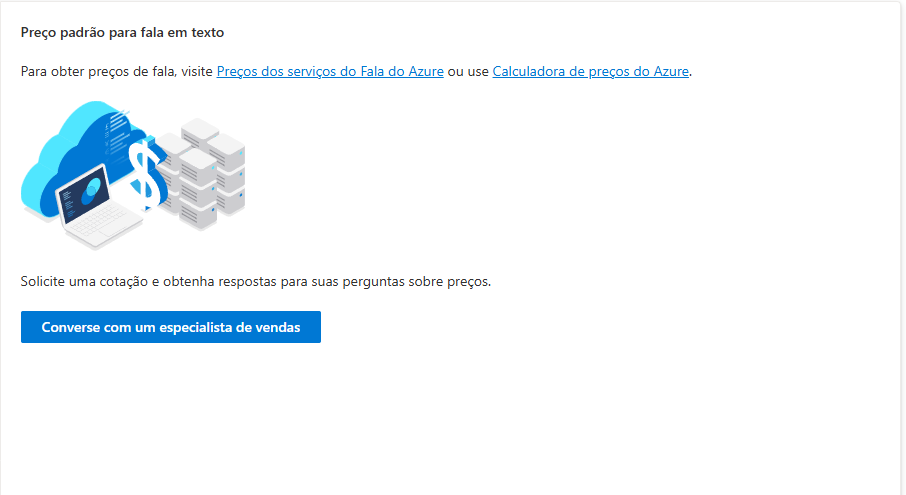 Preço padrão para fala em texto
Para obter preços de fala, visite Preços dos serviços do Fala do Azure ou use Calculadora de preços do Azure.
Solicite uma cotação e obtenha respostas para suas perguntas sobre preços.
Converse com um especialista de vendas